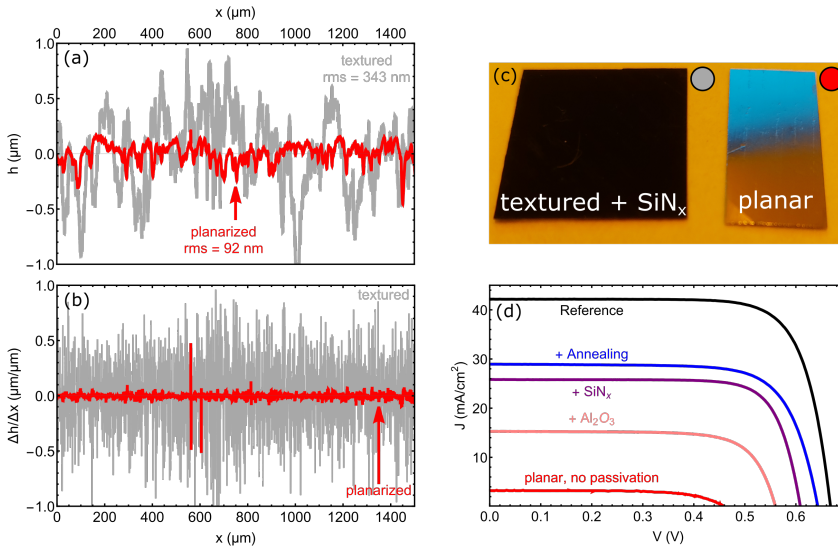 x (μm)
0 200 400 600 800 1000 1200 1400
(a)
textured
rms = 343 nm
1.0
0.5
0.0
−0.5
−1.0
h (μm)
planarized
rms = 92 nm
(b)
textured
1.0
0.5
0.0
−0.5
−1.0
Δh/Δx (μm/μm)
planarized
0 200 400 600 800 1000 1200 1400
x (μm)
(c)
textured + SiNx
planar
(d)
Reference
+ Annealing
+ SiNx
+ Al2O3
planar, no passivation
40
30
20
10
J (mA/cm²)
0.0 0.1 0.2 0.3 0.4 0.5 0.6
V (V)